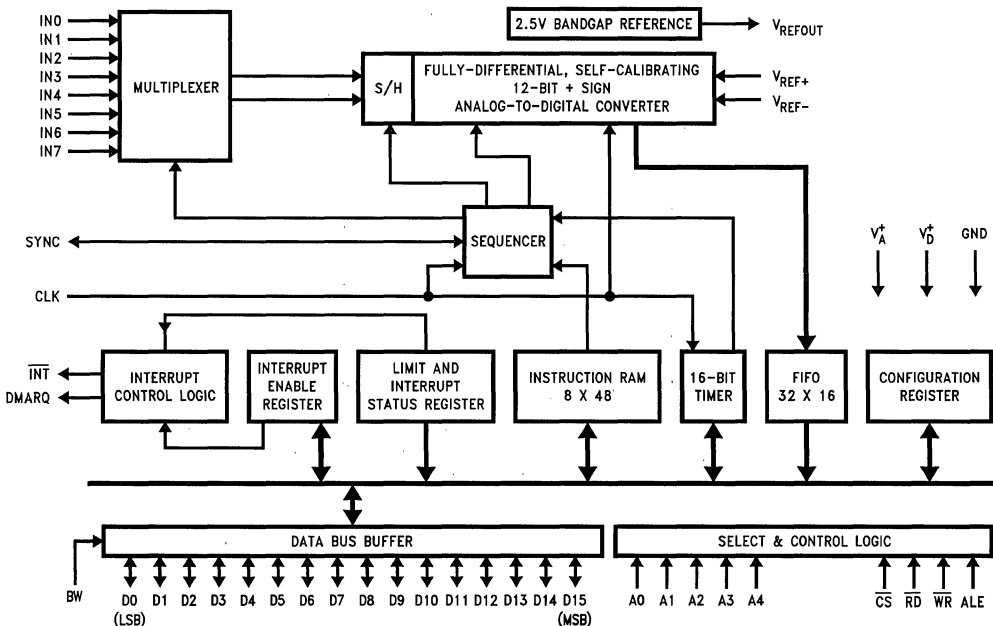 IN0
IN1
IN2
IN3
IN4
IN5
IN6
IN7
MULTIPLEXER
2.5V BANDGAP REFERENCE
VREFOUT
S/H
FULLY-DIFFERENTIAL, SELF-CALIBRATING
12-BIT + SIGN
ANALOG-TO-DIGITAL CONVERTER
VREF+
VREF-
SYNC
SEQUENCER
VA+
VD+
GND
CLK
INT
DMARQ
INTERRUPT
CONTROL LOGIC
INTERRUPT
ENABLE
REGISTER
LIMIT AND
INTERRUPT
STATUS REGISTER
INSTRUCTION RAM
8 X 48
16-BIT
TIMER
FIFO
32 X 16
CONFIGURATION
REGISTER
DATA BUS BUFFER
SELECT & CONTROL LOGIC
BW
D0
(LSB)
D1
D2
D3
D4
D5
D6
D7
D8
D9
D10
D11
D12
D13
D14
D15
(MSB)
A0
A1
A2
A3
A4
CS
RD
WR
ALE